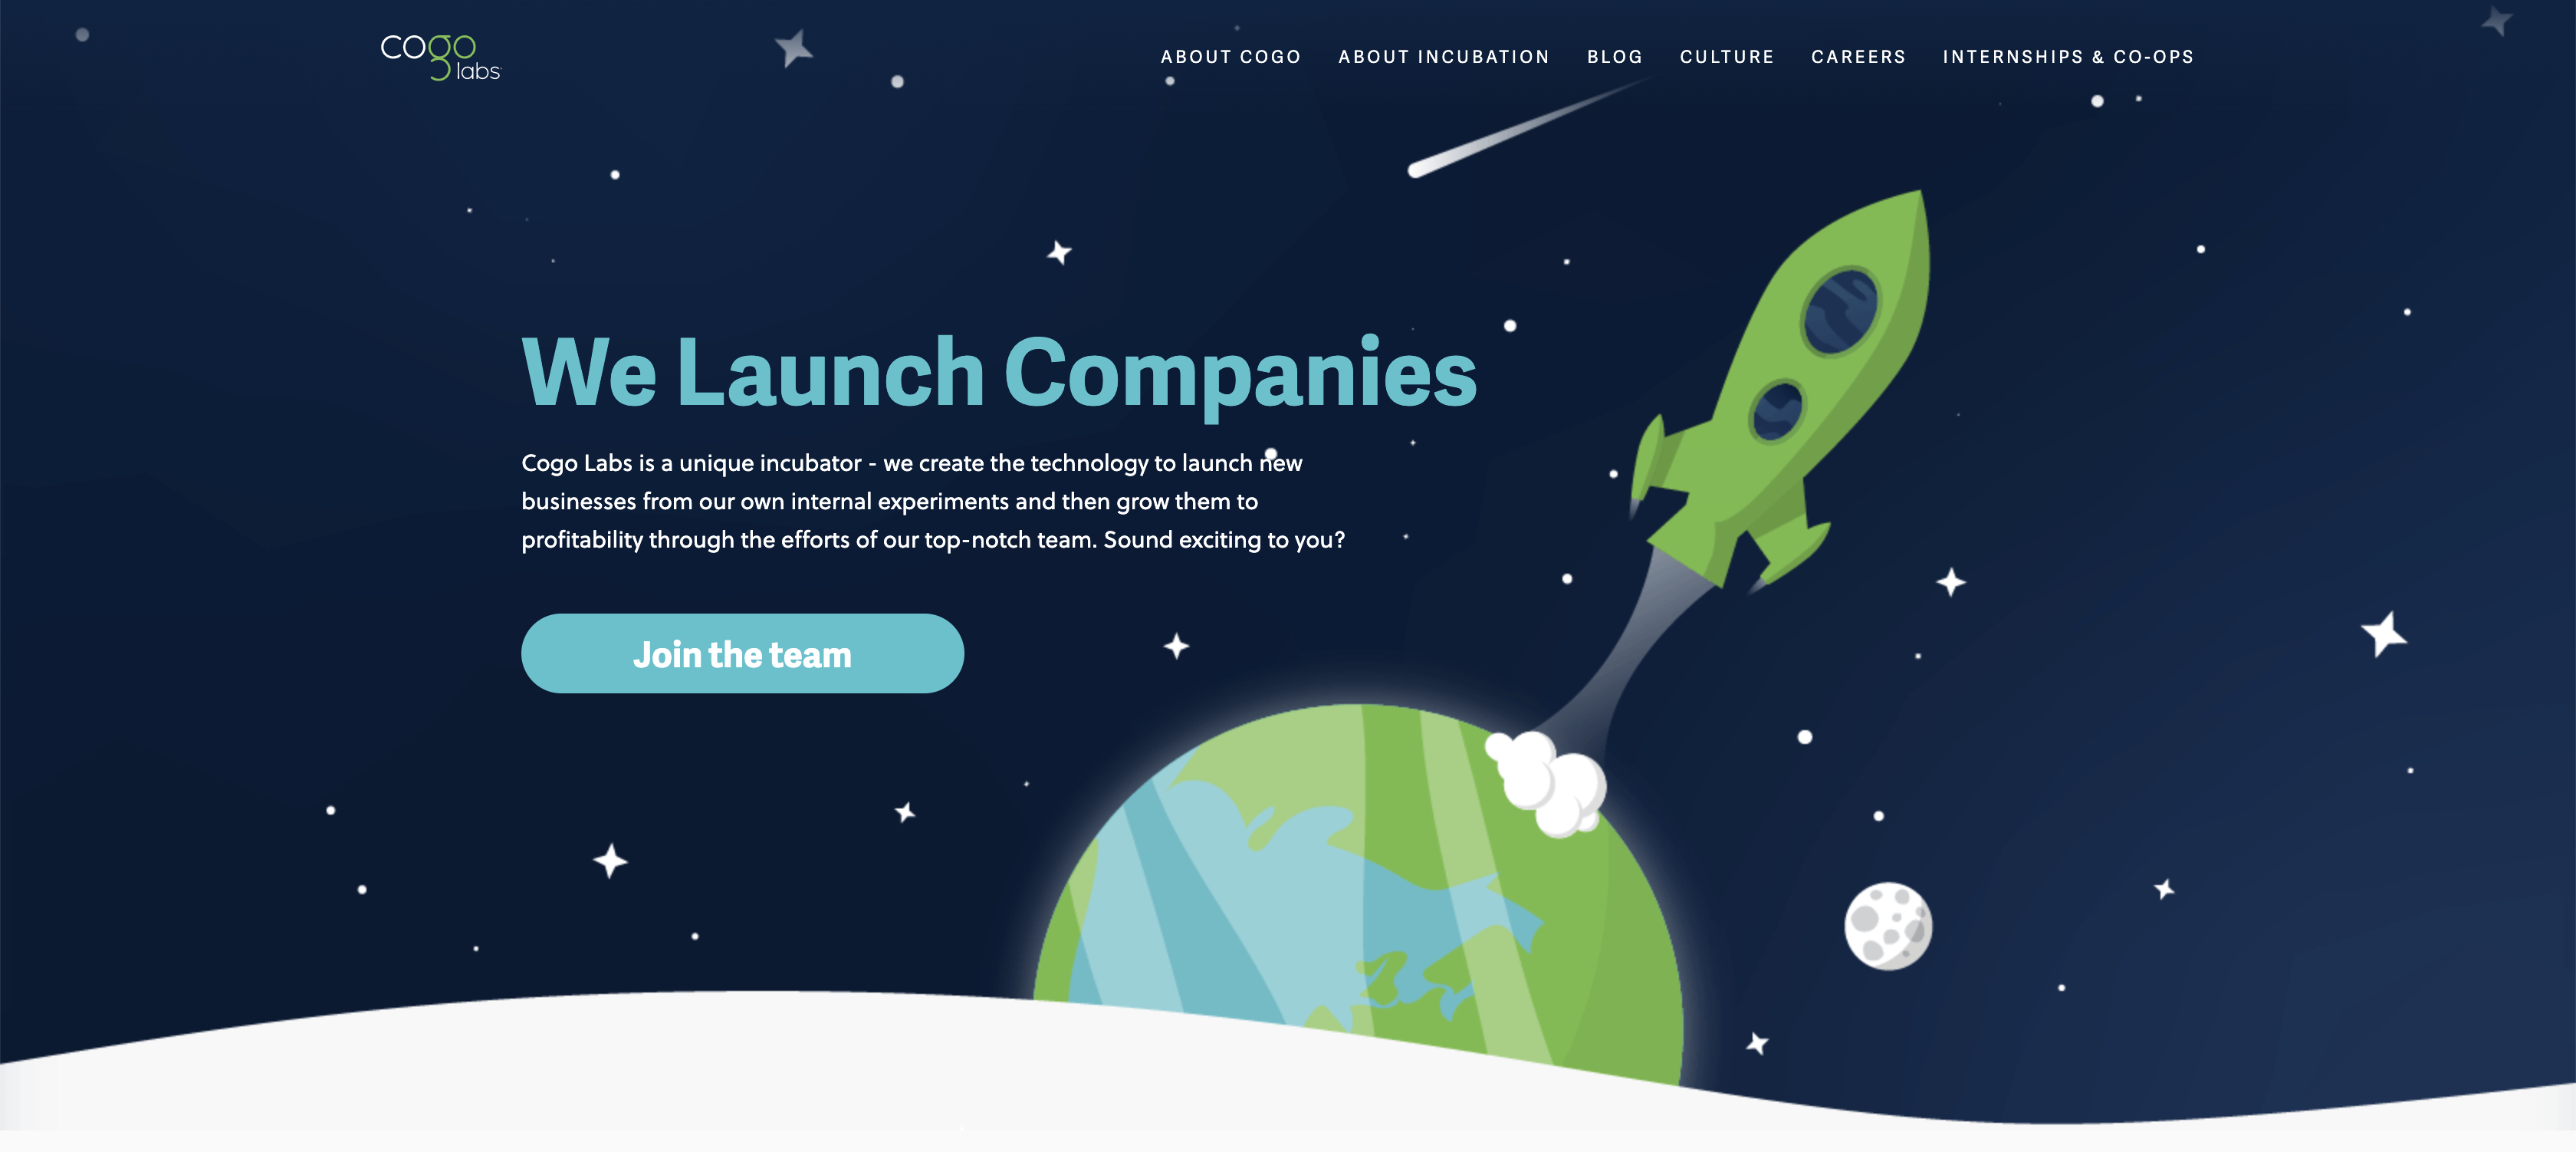 cogo labs
ABOUT COGO ABOUT INCUBATION BLOG CULTURE CAREERS INTERNSHIPS & CO-OPS
We Launch Companies
Cogo Labs is a unique incubator - we create the technology to launch new
businesses from our own internal experiments and then grow them to
profitability through the efforts of our top-notch team. Sound exciting to you?
Join the team